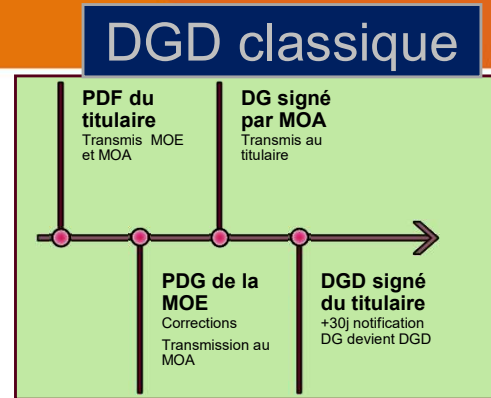 DGD classique
PDF du
titulaire
Transmis MOE
et MOA
DG signé
par MOA
Transmis au
titulaire
PDG de la
MOE
Corrections
Transmission au
MOA
DGD signé
du titulaire
+30j notification
DG devient DGD